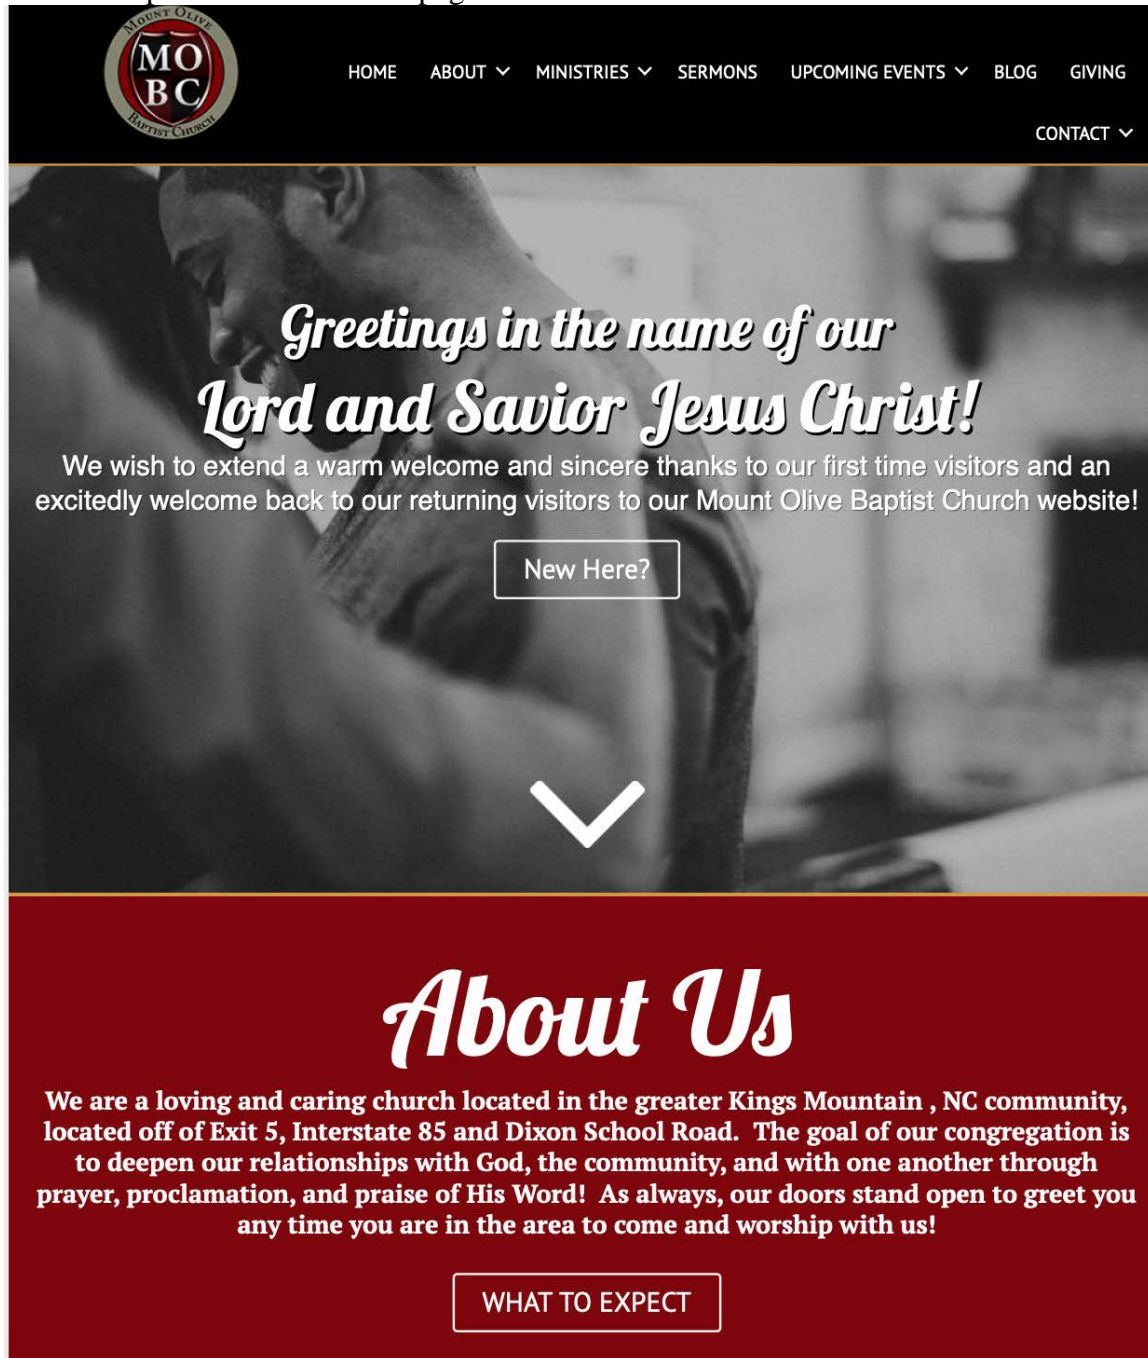 MOUNT OLIVE
MO
BC
BAPTIST CHURCH
HOME ABOUT MINISTRIES SERMONS UPCOMING EVENTS BLOG GIVING
CONTACT
Greetings in the name of our
Lord and Savior Jesus Christ!
We wish to extend a warm welcome and sincere thanks to our first time visitors and an
excitedly welcome back to our returning visitors to our Mount Olive Baptist Church website!
New Here?
About Us
We are a loving and caring church located in the greater Kings Mountain , NC community,
located off of Exit 5, Interstate 85 and Dixon School Road.  The goal of our congregation is
to deepen our relationships with God, the community, and with one another through
prayer, proclamation, and praise of His Word!  As always, our doors stand open to greet you
any time you are in the area to come and worship with us!
WHAT TO EXPECT